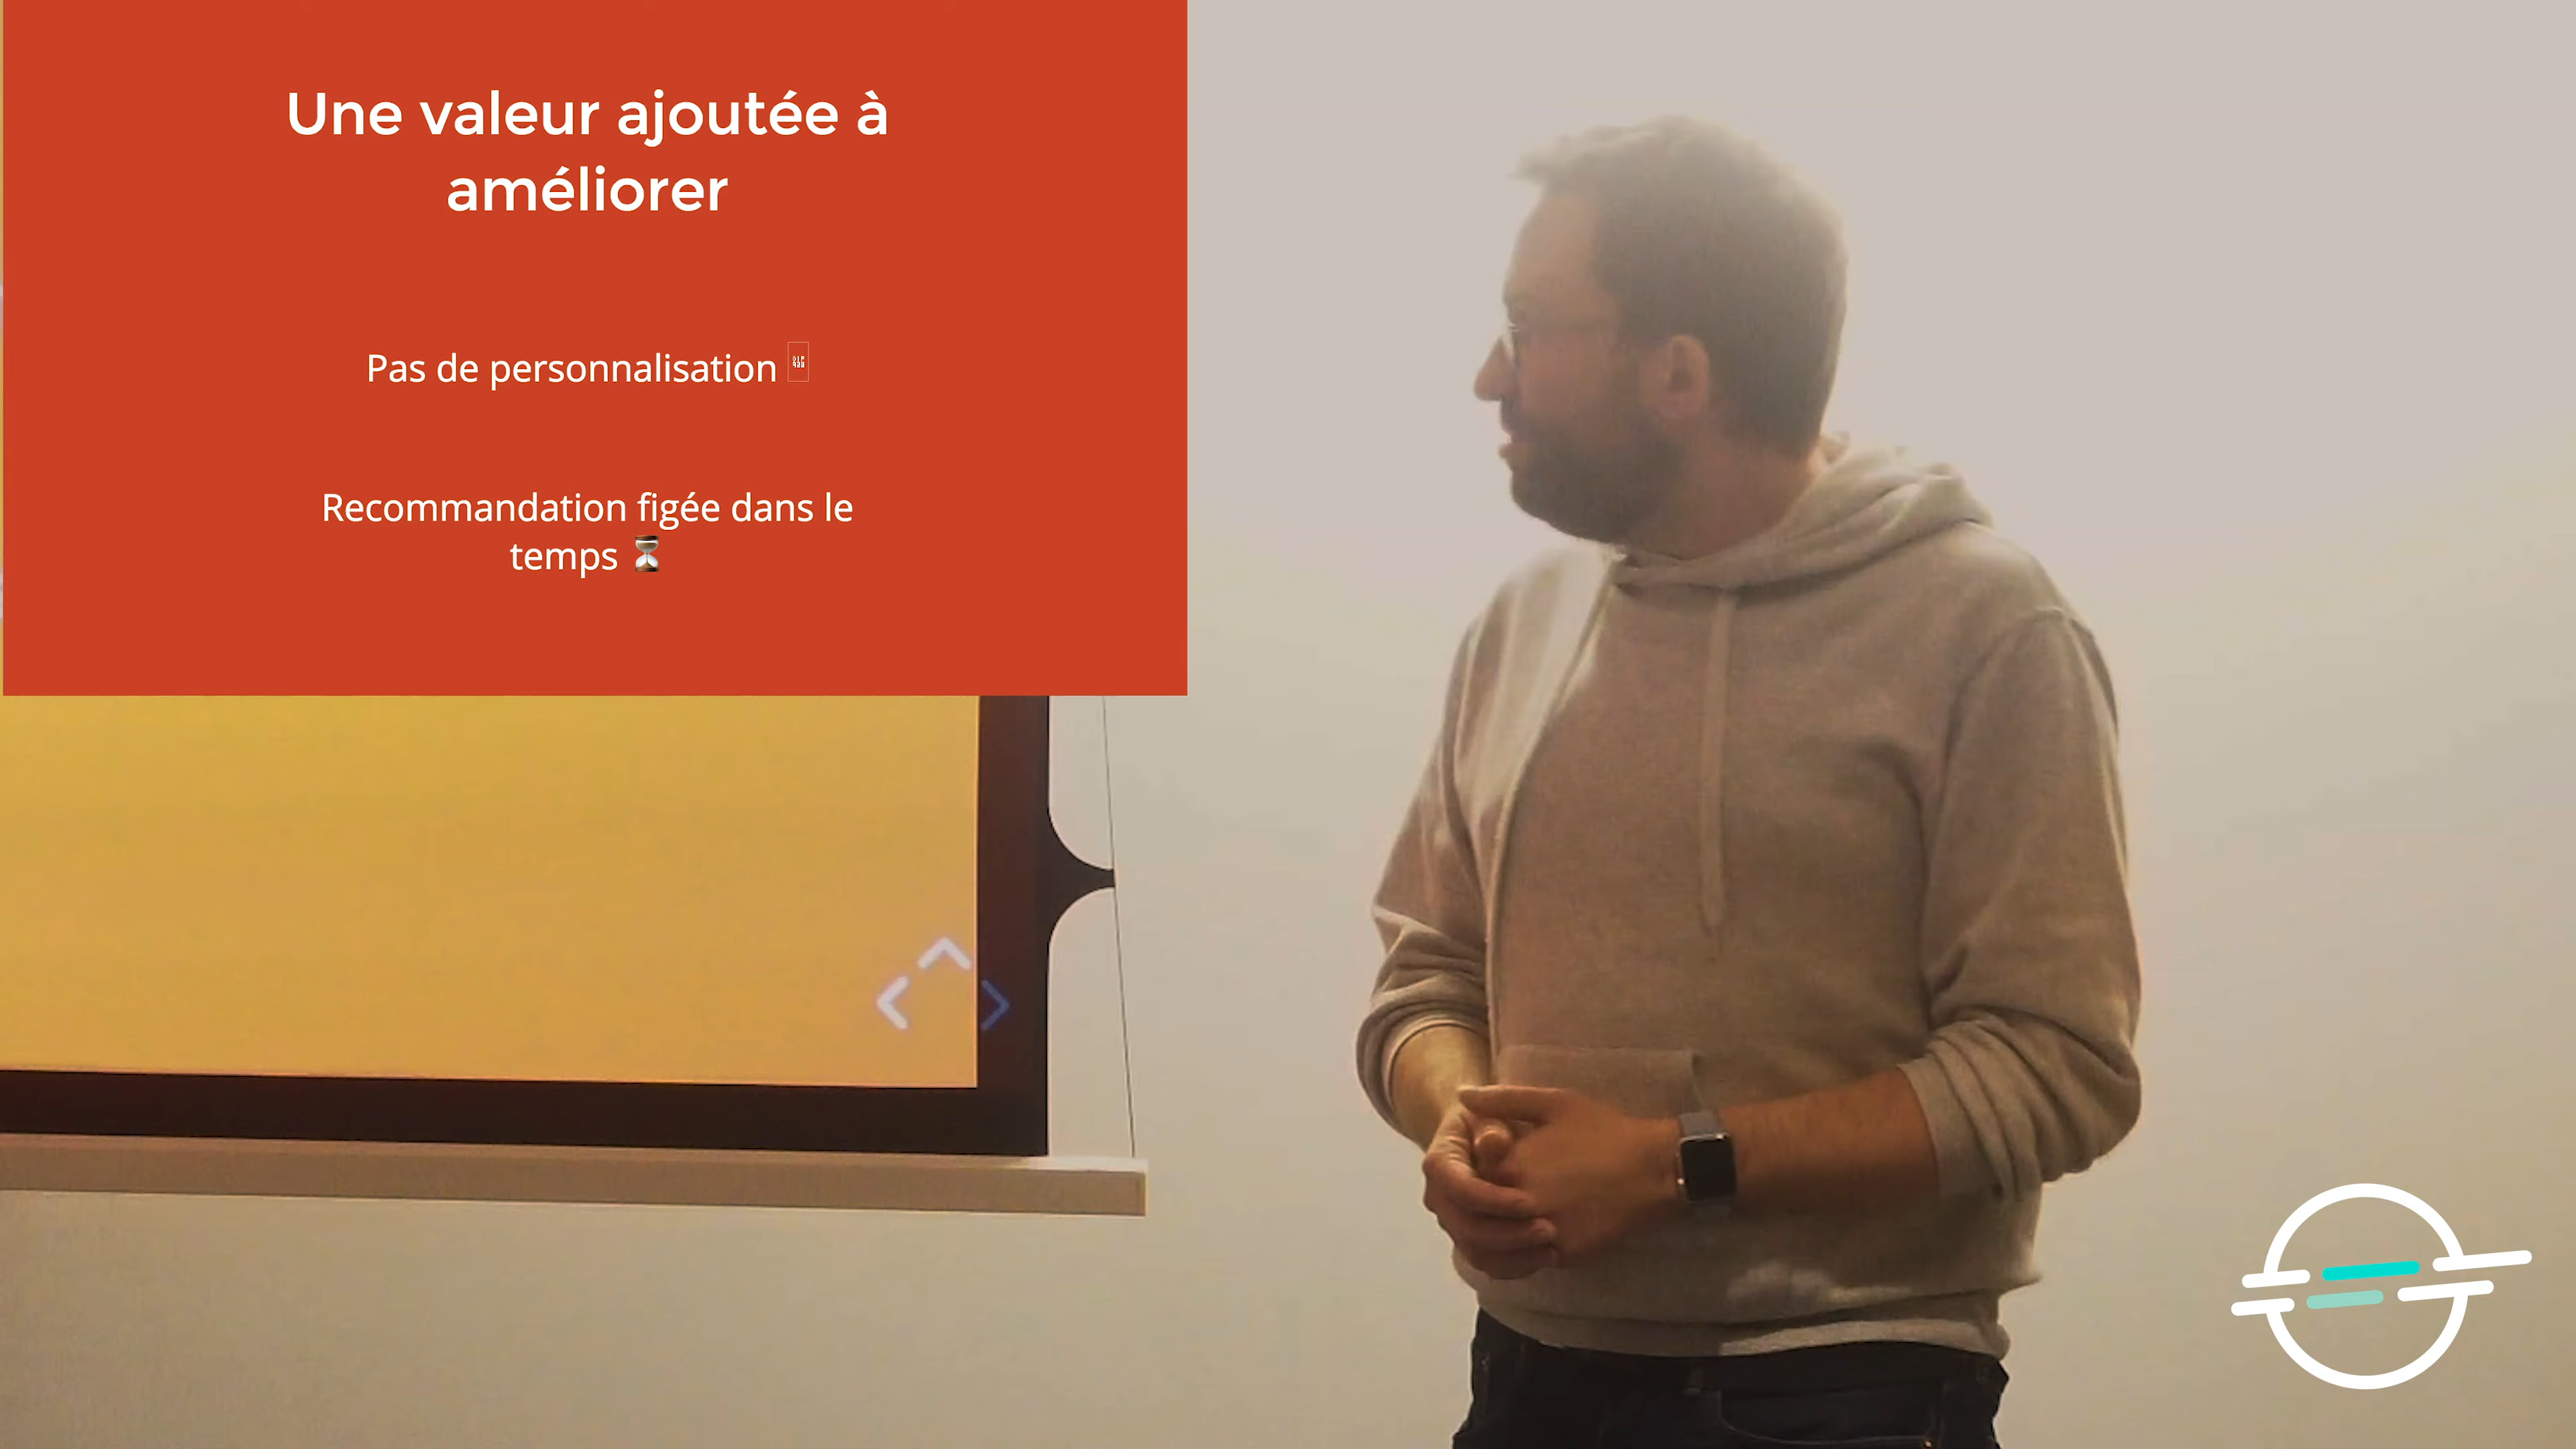 Une valeur ajoutée à
améliorer
Pas de personnalisation
Recommandation figée dans le
temps ⏳